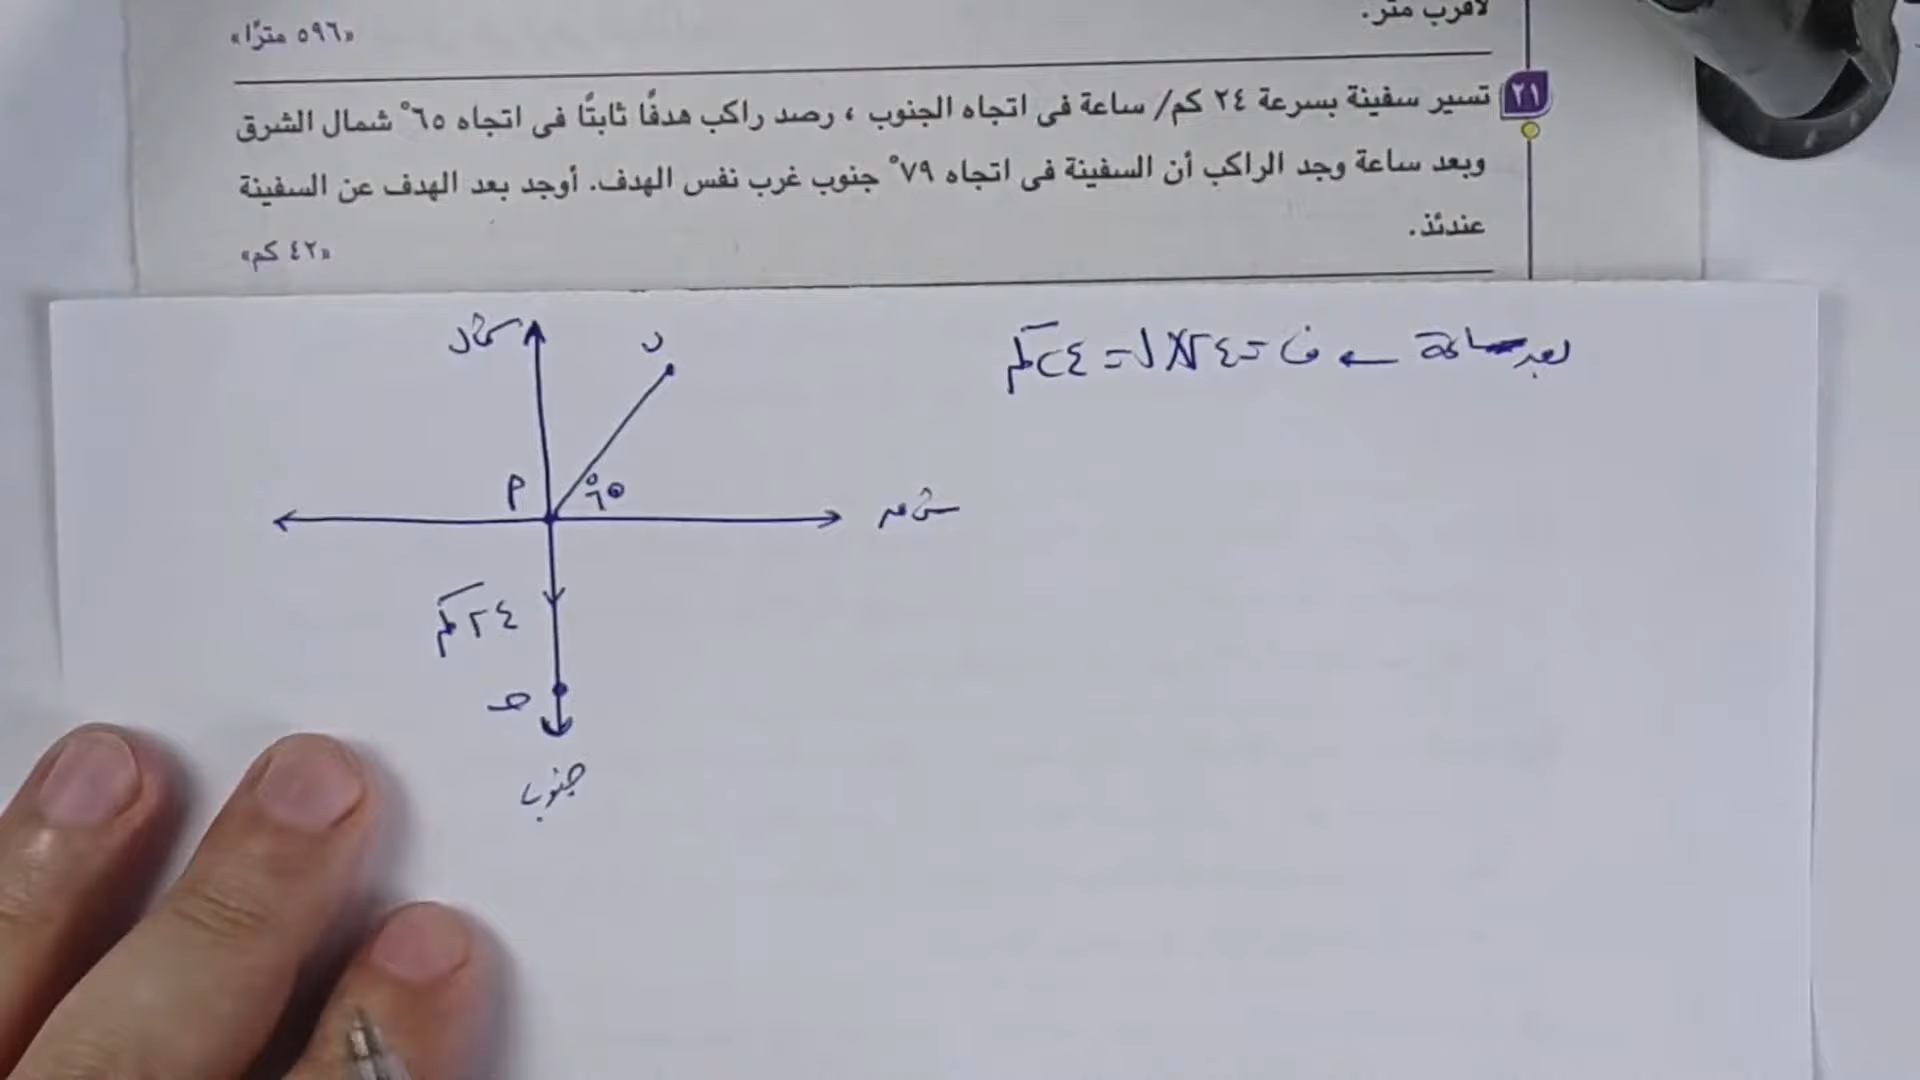 لأقرب متر.
«٥٩٦ مترًا»
٢١ تسير سفينة بسرعة ٢٤ كم/ ساعة فى اتجاه الجنوب ، رصد راكب هدفًا ثابتًا فى اتجاه ٦٥° شمال الشرق
وبعد ساعة وجد الراكب أن السفينة فى اتجاه ٧٩° جنوب غرب نفس الهدف. أوجد بعد الهدف عن السفينة
عندئذ.
«٤٢ كم»
بعد ساعة ← ف = ٢٤ × ١ = ٢٤ كم
شمال
ب
٦٥°
شرق
٢٤ كم
جنوب